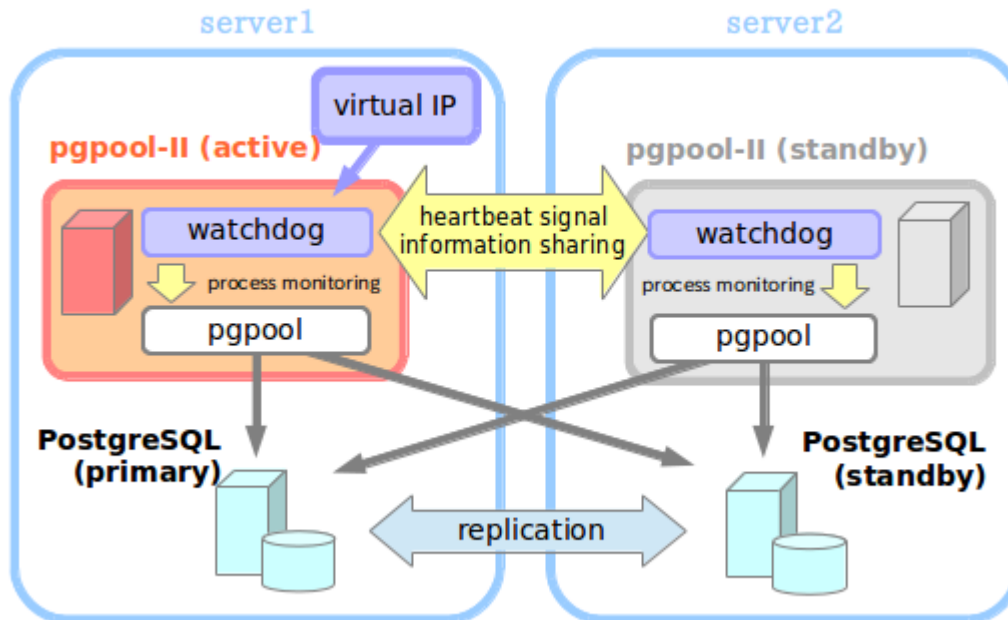 server1
server2
virtual IP
pgpool-II (active)
pgpool-II (standby)
watchdog
heartbeat signal
information sharing
watchdog
process monitoring
process monitoring
pgpool
pgpool
PostgreSQL
(primary)
PostgreSQL
(standby)
replication